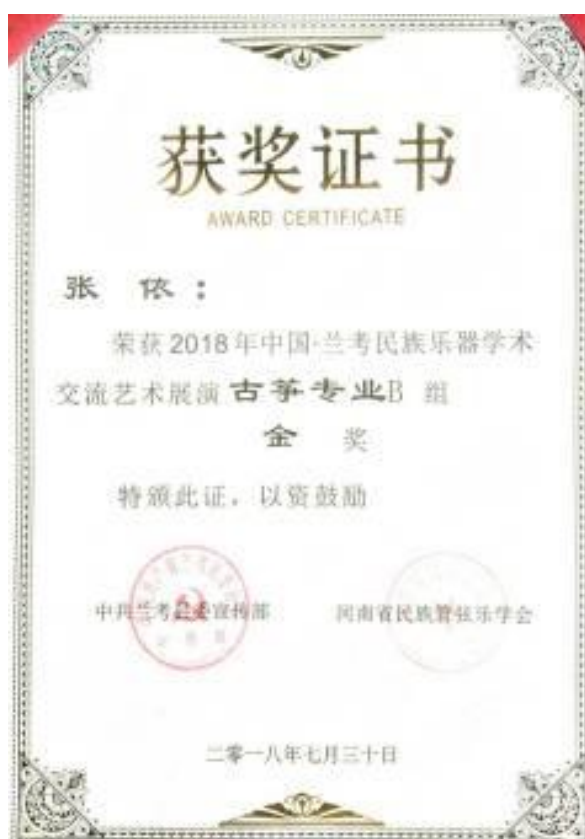 获奖证书
AWARD CERTIFICATE
张 依：
荣获2018年中国·兰考民族乐器学术
交流艺术展演 古筝专业B 组
金 奖
特颁此证，以资鼓励
中共兰考县委宣传部 河南省民族管弦乐学会
二零一八年七月三十日